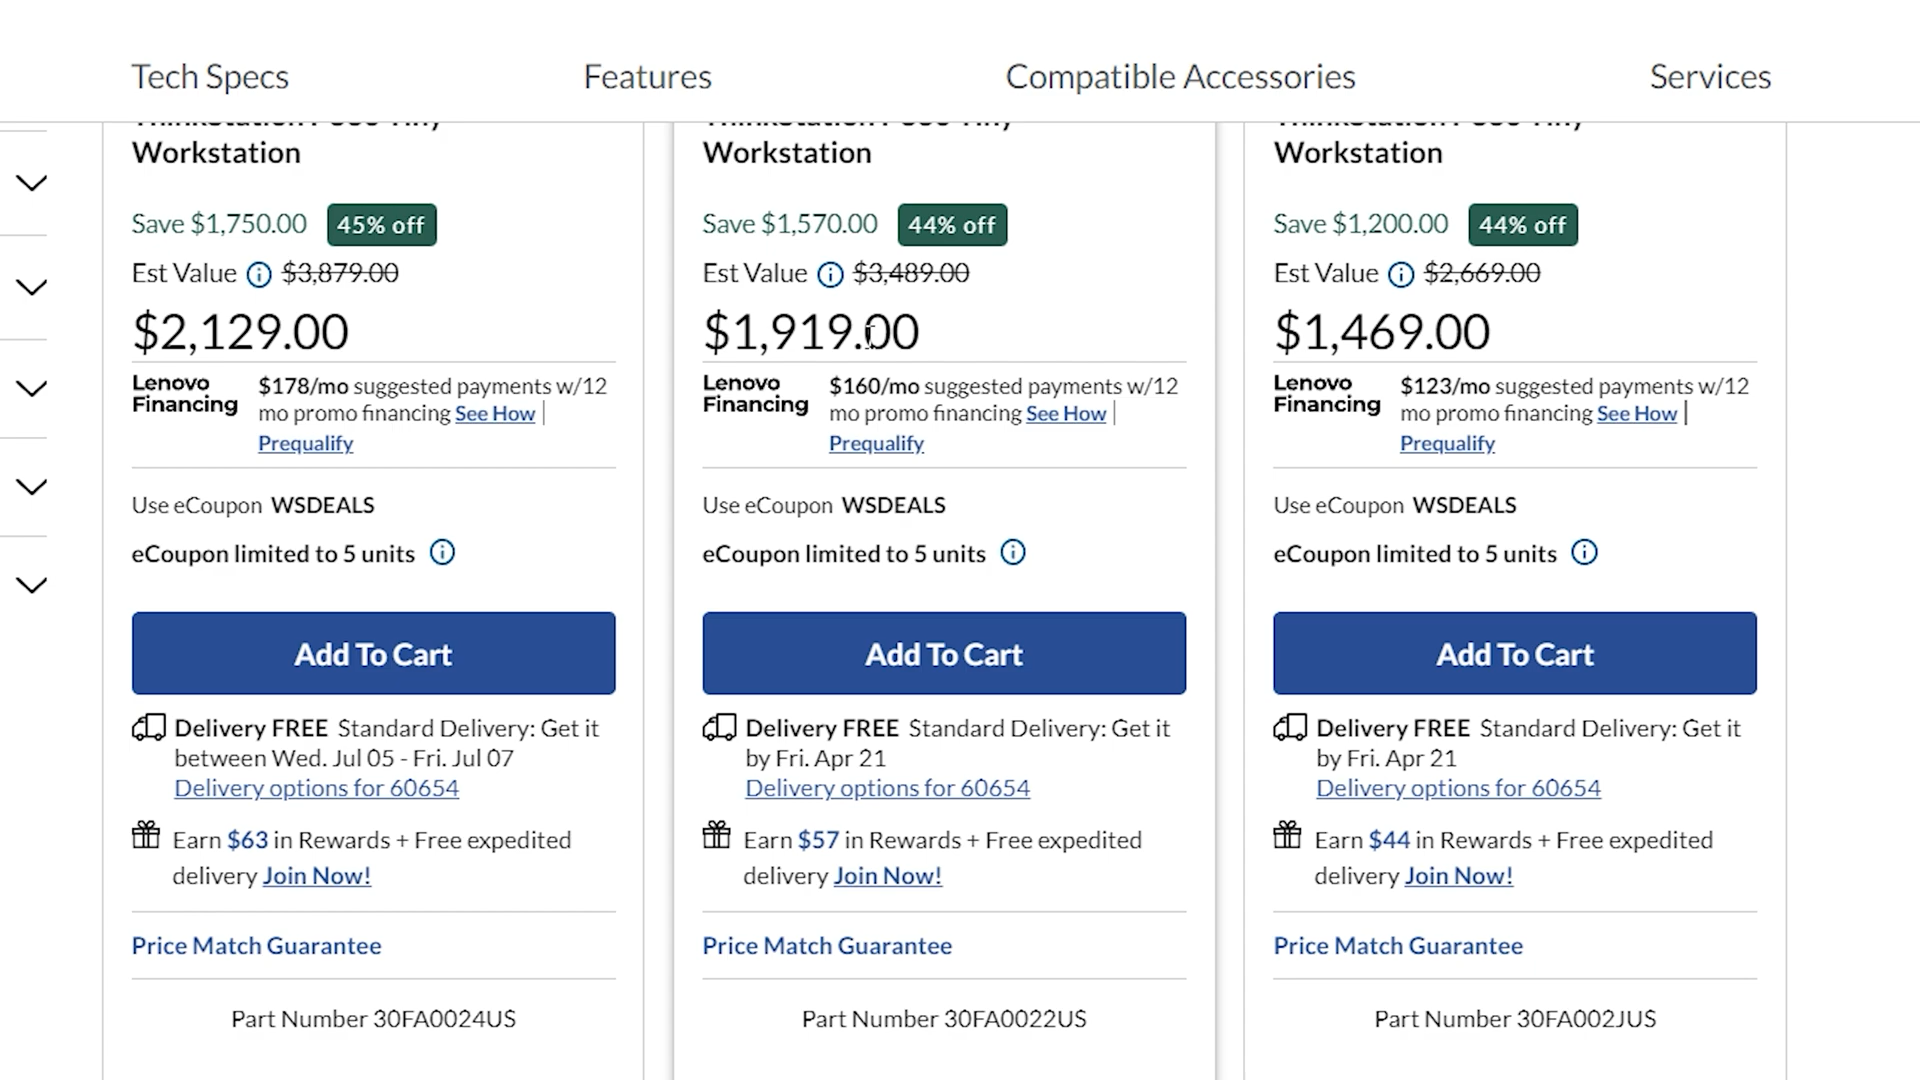 Tech Specs
Features
Compatible Accessories
Services
Workstation
Save $1,750.00 45% off
Est Value $3,879.00
$2,129.00
Lenovo Financing
$178/mo suggested payments w/12
mo promo financing See How |
Prequalify
Use eCoupon WSDEALS
eCoupon limited to 5 units
Add To Cart
Delivery FREE Standard Delivery: Get it
between Wed. Jul 05 - Fri. Jul 07
Delivery options for 60654
Earn $63 in Rewards + Free expedited
delivery Join Now!
Price Match Guarantee
Part Number 30FA0024US
Workstation
Save $1,570.00 44% off
Est Value $3,489.00
$1,919.00
Lenovo Financing
$160/mo suggested payments w/12
mo promo financing See How |
Prequalify
Use eCoupon WSDEALS
eCoupon limited to 5 units
Add To Cart
Delivery FREE Standard Delivery: Get it
by Fri. Apr 21
Delivery options for 60654
Earn $57 in Rewards + Free expedited
delivery Join Now!
Price Match Guarantee
Part Number 30FA0022US
Workstation
Save $1,200.00 44% off
Est Value $2,669.00
$1,469.00
Lenovo Financing
$123/mo suggested payments w/12
mo promo financing See How |
Prequalify
Use eCoupon WSDEALS
eCoupon limited to 5 units
Add To Cart
Delivery FREE Standard Delivery: Get it
by Fri. Apr 21
Delivery options for 60654
Earn $44 in Rewards + Free expedited
delivery Join Now!
Price Match Guarantee
Part Number 30FA002JUS